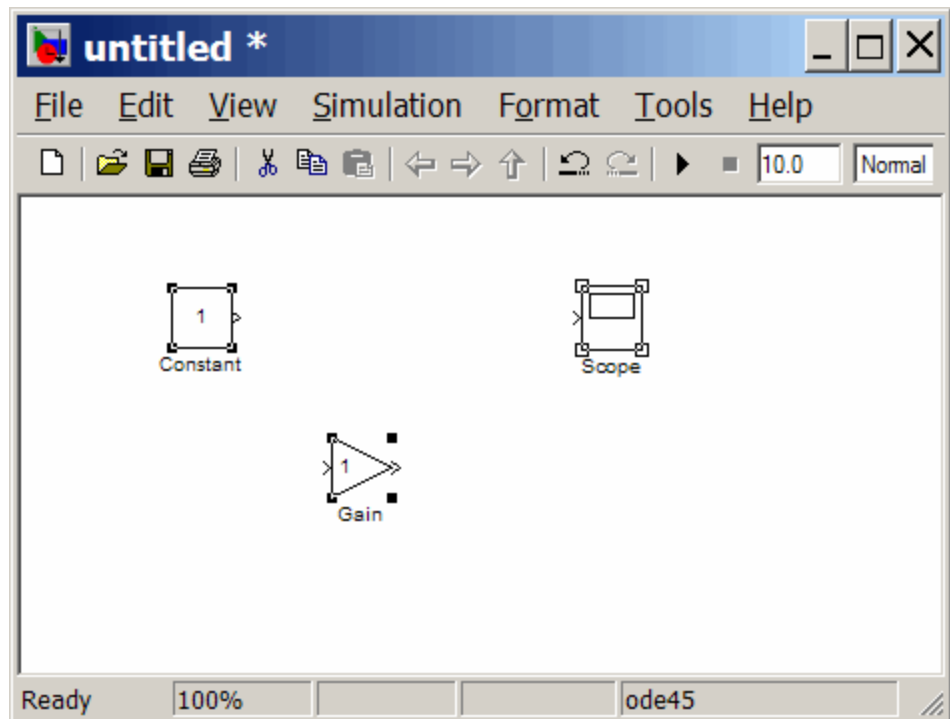 untitled *
File Edit View Simulation Format Tools Help
10.0 Normal
1
Constant
Scope
1
Gain
Ready 100% ode45